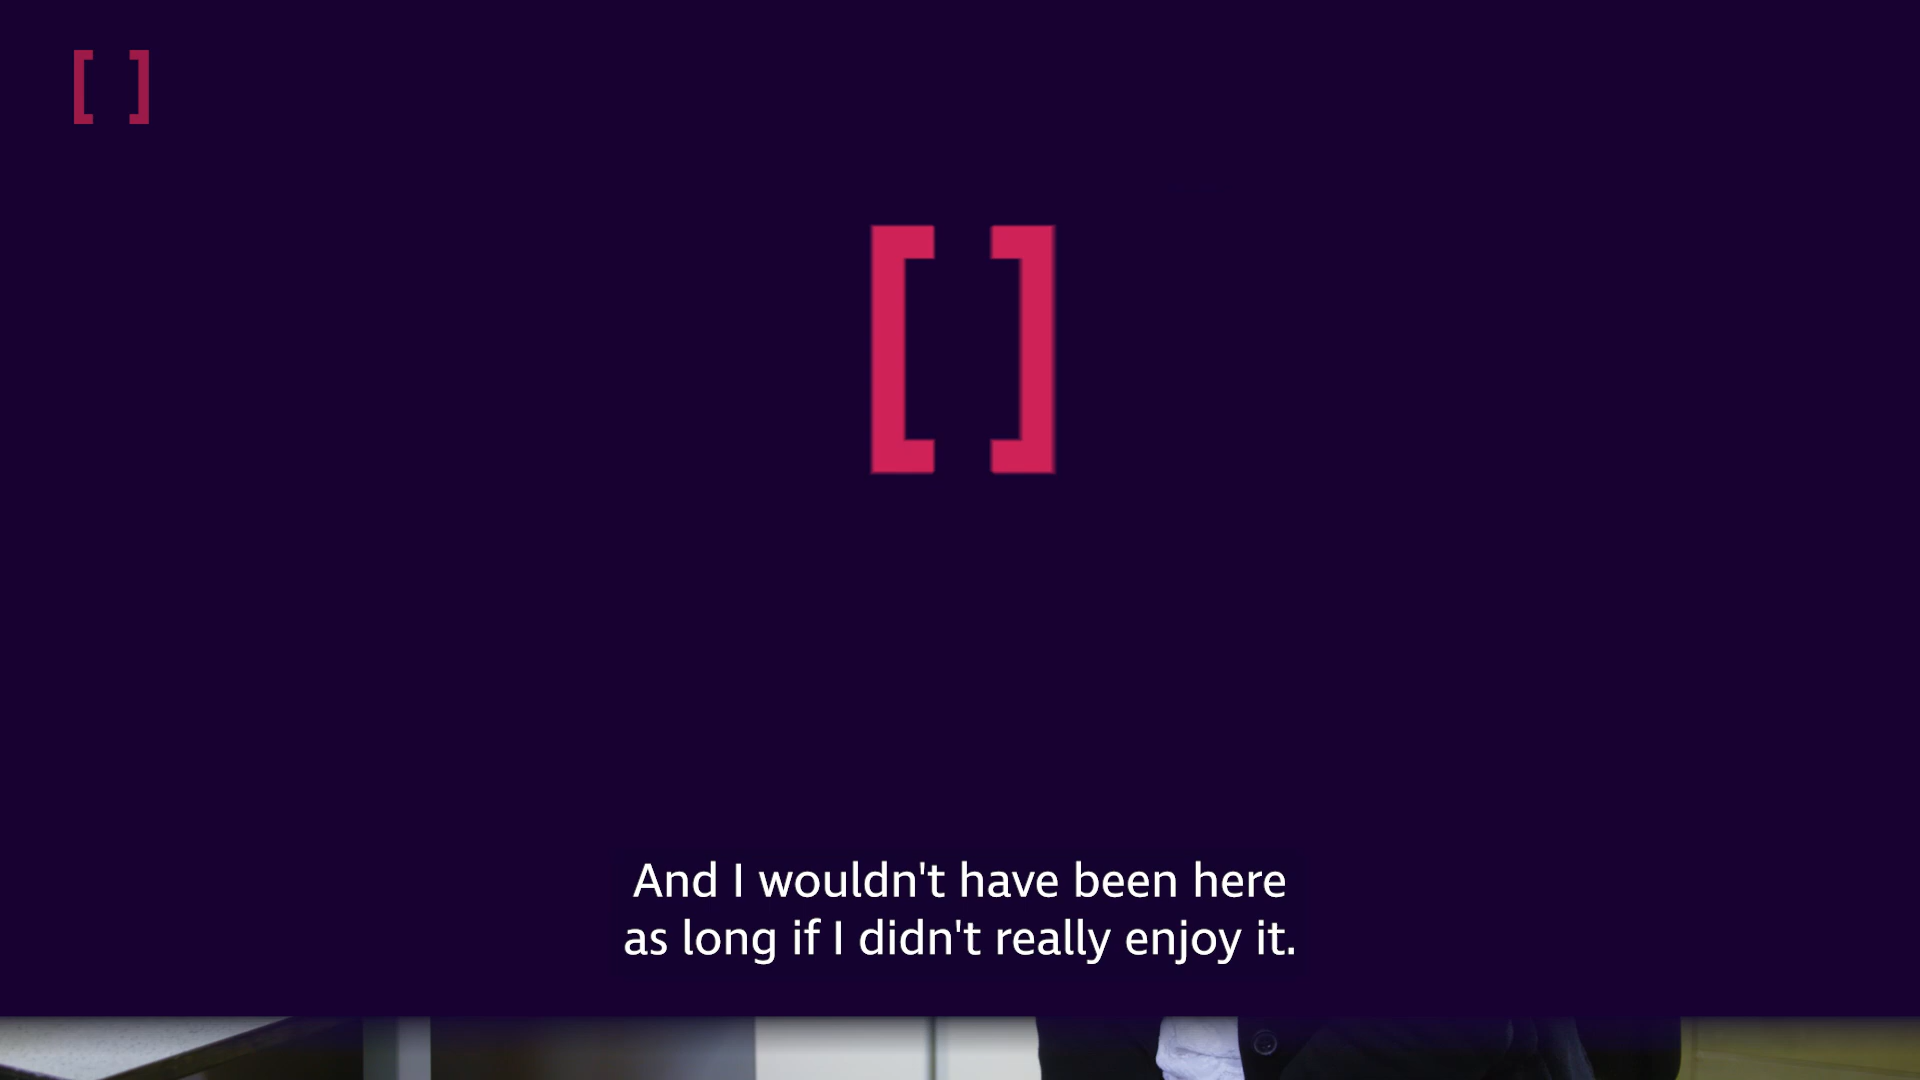 [ ]
[ ]
And I wouldn't have been here
as long if I didn't really enjoy it.